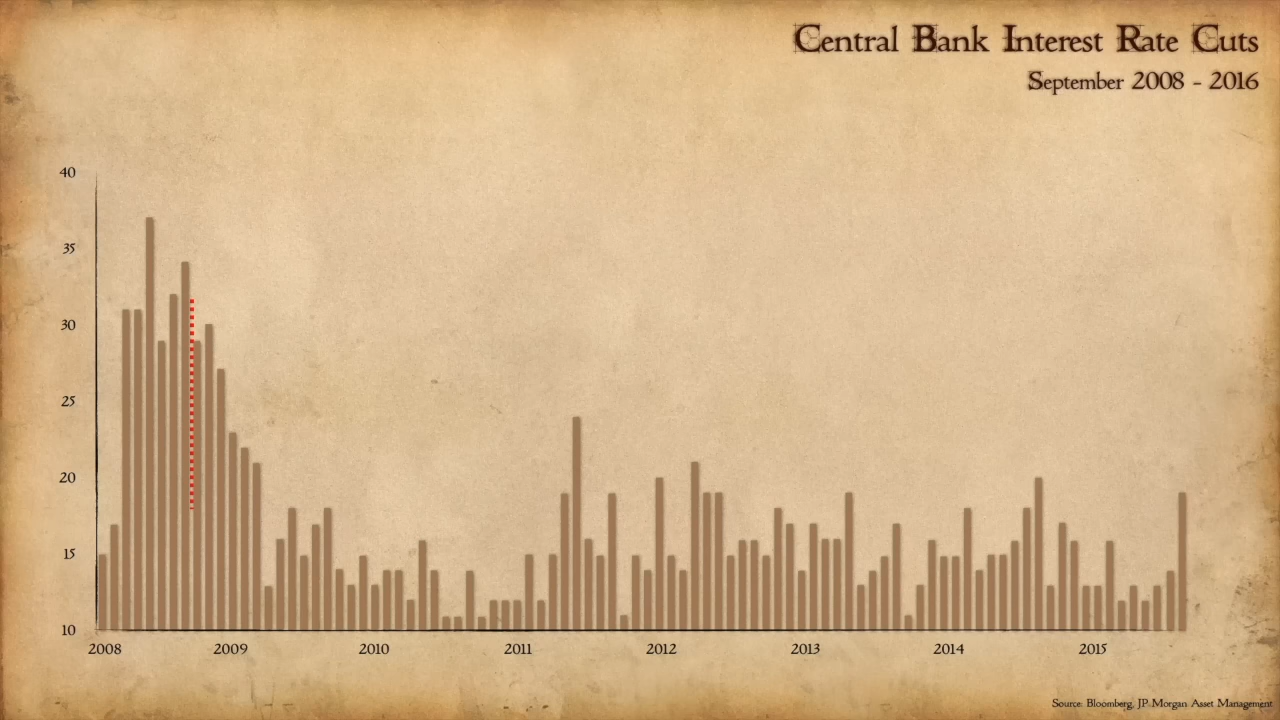 Central Bank Interest Rate Cuts
September 2008 - 2016
40
35
30
25
20
15
10
2008 2009 2010 2011 2012 2013 2014 2015
Source: Bloomberg, JP Morgan Asset Management